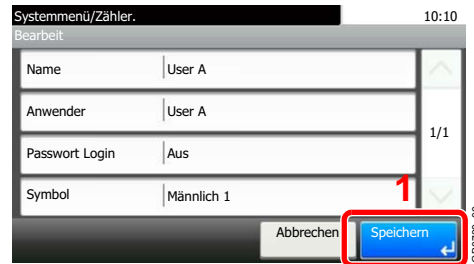 Systemmenü/Zähler. 10:10
Bearbeit
Name User A
Anwender User A
1/1
Passwort Login Aus
Symbol Männlich 1
1
Abbrechen Speichern